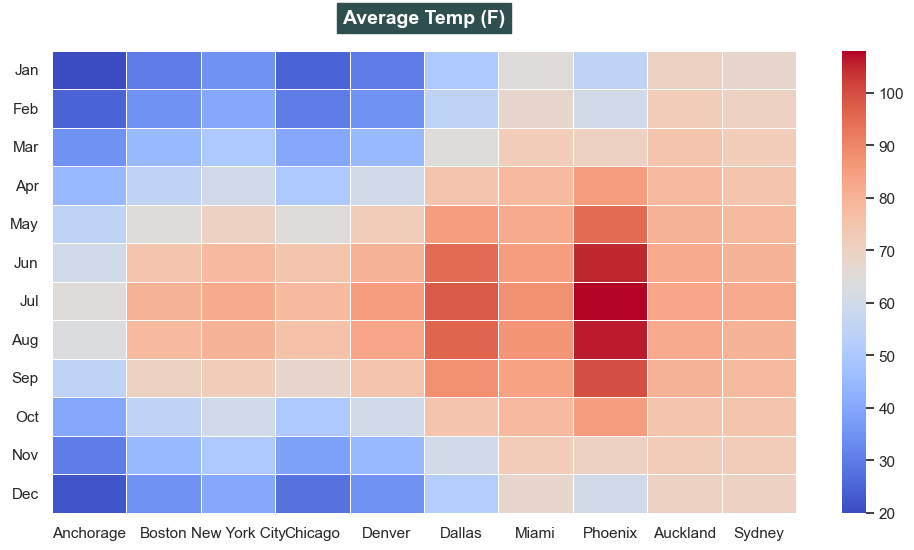 Average Temp (F)
Jan
Feb
Mar
Apr
May
Jun
Jul
Aug
Sep
Oct
Nov
Dec
Anchorage Boston New York City Chicago Denver Dallas Miami Phoenix Auckland Sydney
100
90
80
70
60
50
40
30
20